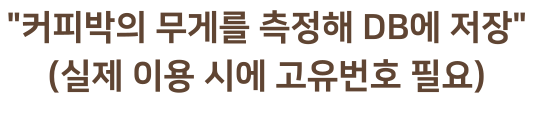 "커피박의 무게를 측정해 DB에 저장"
(실제 이용 시에 고유번호 필요)